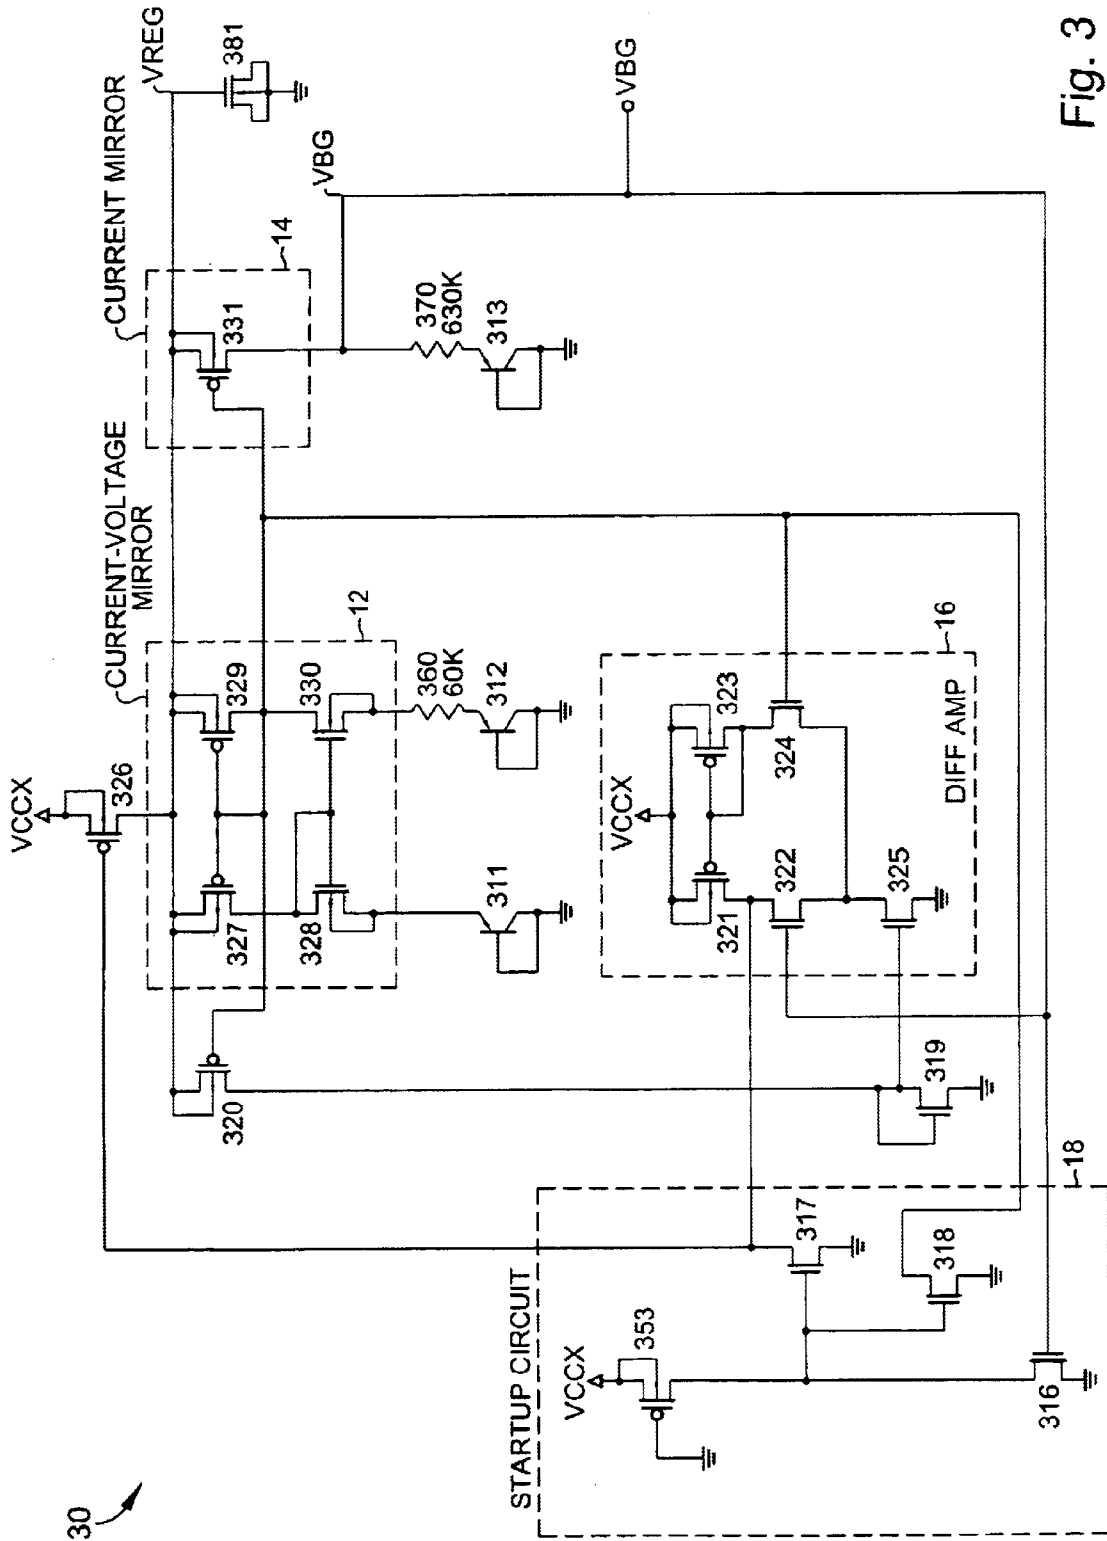 30
Fig. 3
VCCX
326
CURRENT-VOLTAGE
MIRROR
CURRENT MIRROR
VREG
381
12
14
320
327
329
331
328
330
VBG
360
60K
370
630K
311
312
313
VBG
VCCX
16
321
323
322
324
325
DIFF AMP
319
STARTUP CIRCUIT
18
VCCX
353
317
318
316